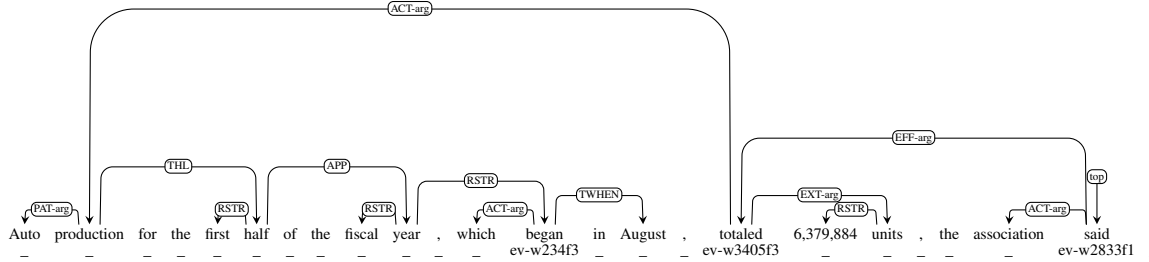 ACT-arg
EFF-arg
THL APP top
RSTR TWHEN EXT-arg
PAT-arg RSTR RSTR ACT-arg RSTR ACT-arg
Auto production for the first half of the fiscal year , which began in August , totaled 6,379,884 units , the association said
_ _ _ _ _ _ _ _ _ _ _ _ ev-w234f3 _ _ _ ev-w3405f3 _ _ _ _ _ ev-w2833f1